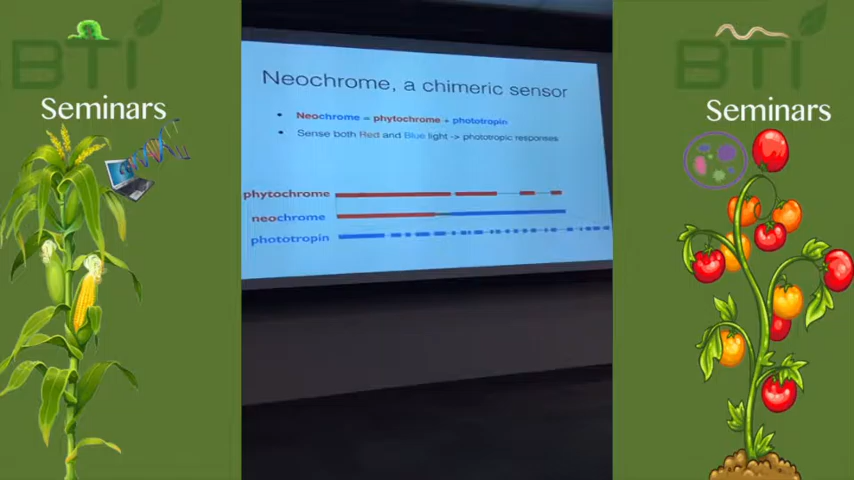 BTI
Seminars
Neochrome, a chimeric sensor
• Neochrome = phytochrome + phototropin
• Sense both Red and Blue light -> phototropic responses
phytochrome
neochrome
phototropin
BTI
Seminars